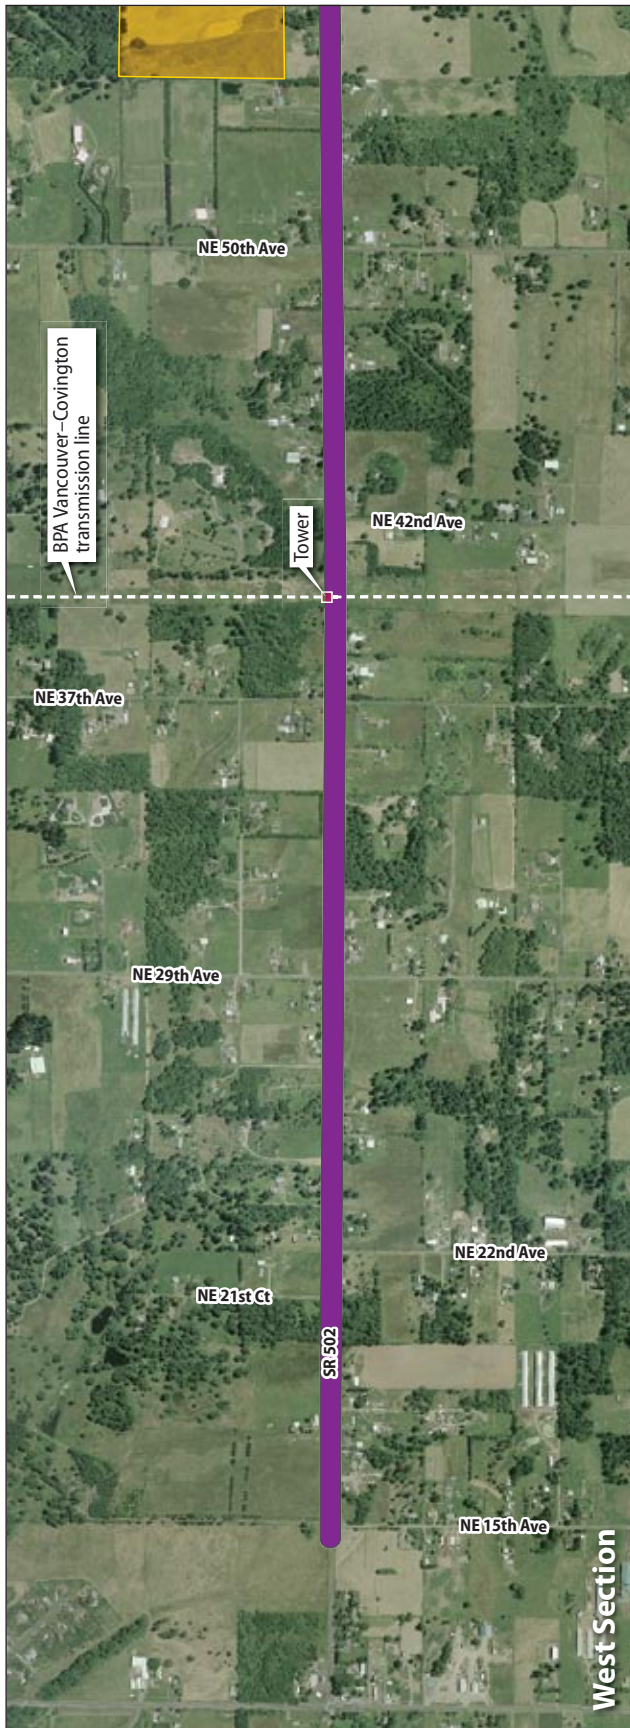 NE 50th Ave
BPA Vancouver–Covington
transmission line
Tower
NE 42nd Ave
NE 37th Ave
NE 29th Ave
NE 22nd Ave
NE 21st Ct
SR 502
NE 15th Ave
West Section